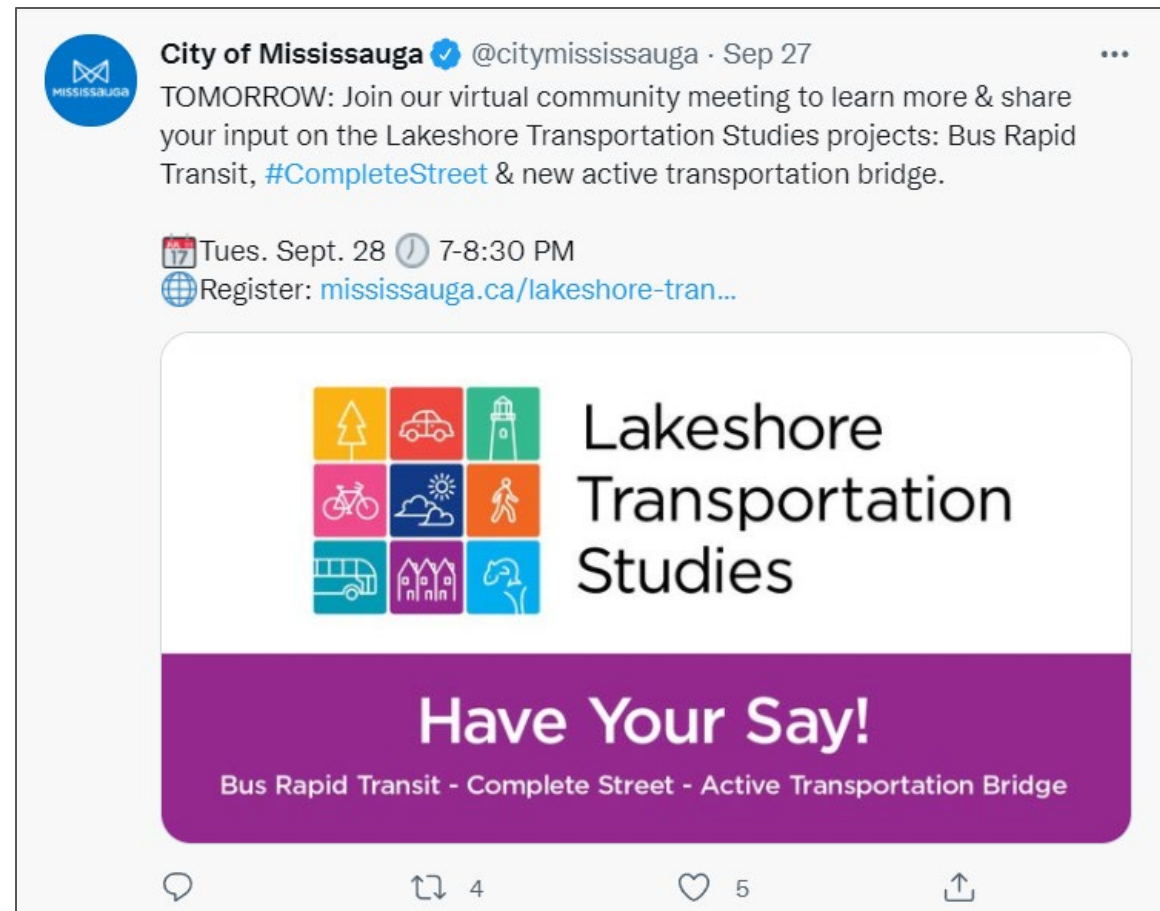 City of Mississauga @citymississauga · Sep 27
MISSISSAUGA
TOMORROW: Join our virtual community meeting to learn more & share
your input on the Lakeshore Transportation Studies projects: Bus Rapid
Transit, #CompleteStreet & new active transportation bridge.
JUL 17 Tues. Sept. 28 7-8:30 PM
Register: mississauga.ca/lakeshore-tran...
Lakeshore
Transportation
Studies
Have Your Say!
Bus Rapid Transit - Complete Street - Active Transportation Bridge
4 5